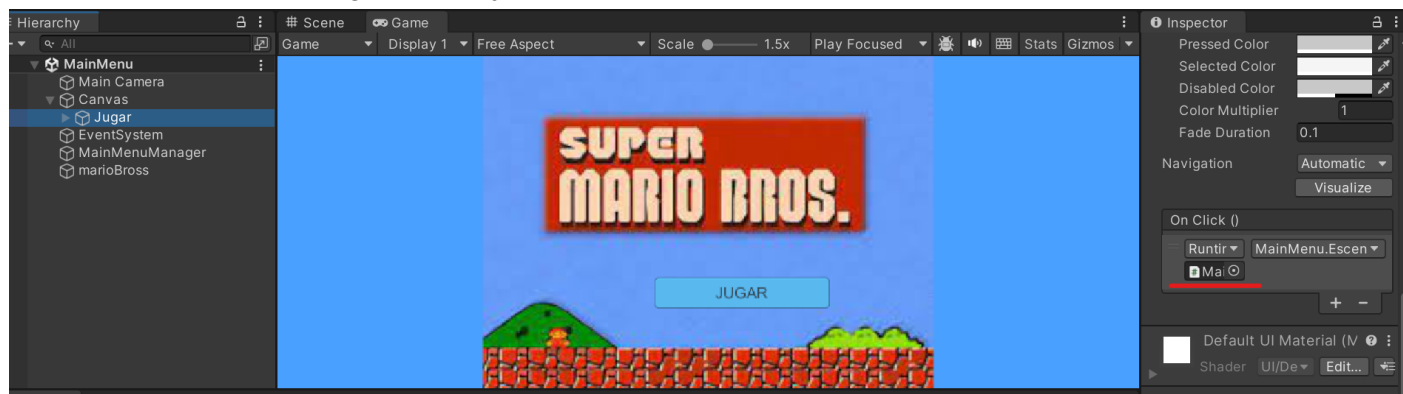 Hierarchy
All
MainMenu
Main Camera
Canvas
Jugar
EventSystem
MainMenuManager
marioBross
# Scene
Game
Game
Display 1
Free Aspect
Scale
1.5x
Play Focused
Stats
Gizmos
SUPER
MARIO BROS.
JUGAR
Inspector
Pressed Color
Selected Color
Disabled Color
Color Multiplier
1
Fade Duration
0.1
Navigation
Automatic
Visualize
On Click ()
Runtir
MainMenu.Escen
Mai
+ −
Default UI Material (M
Shader
UI/De
Edit...